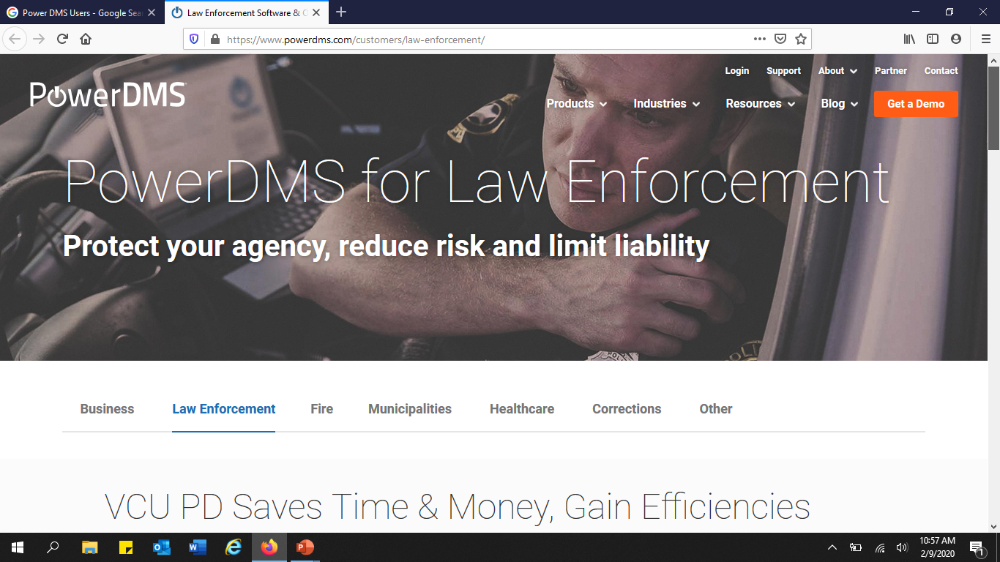 Power DMS Users - Google Sea
Law Enforcement Software & C
https://www.powerdms.com/customers/law-enforcement/
Login Support About Partner Contact
PowerDMS
Products Industries Resources Blog Get a Demo
PowerDMS for Law Enforcement
Protect your agency, reduce risk and limit liability
Business Law Enforcement Fire Municipalities Healthcare Corrections Other
VCU PD Saves Time & Money, Gain Efficiencies
10:57 AM
2/9/2020
1